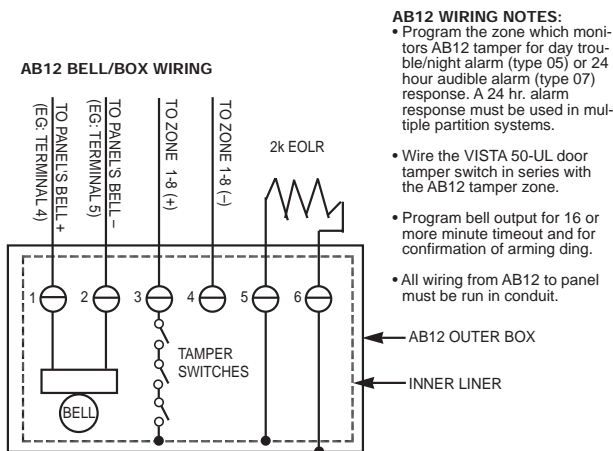 AB12 BELL/BOX WIRING
TO PANEL'S BELL +
(EG: TERMINAL 4)
TO PANEL'S BELL –
(EG: TERMINAL 5)
TO ZONE 1-8 (+)
TO ZONE 1-8 (–)
2k EOLR
1
2
3
4
5
6
TAMPER
SWITCHES
BELL
AB12 OUTER BOX
INNER LINER
AB12 WIRING NOTES:
• Program the zone which moni-
tors AB12 tamper for day trou-
ble/night alarm (type 05) or 24
hour audible alarm (type 07)
response. A 24 hr. alarm
response must be used in mul-
tiple partition systems.
• Wire the VISTA 50-UL door
tamper switch in series with
the AB12 tamper zone.
• Program bell output for 16 or
more minute timeout and for
confirmation of arming ding.
• All wiring from AB12 to panel
must be run in conduit.